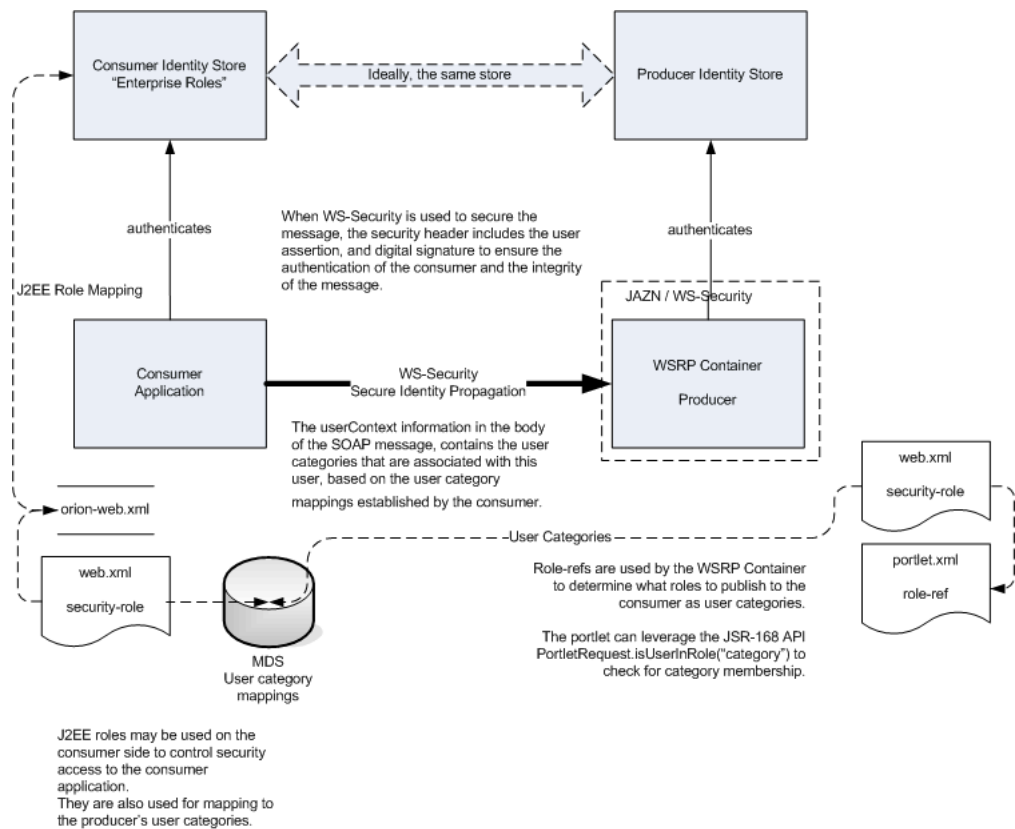 Consumer Identity Store
“Enterprise Roles”
Ideally, the same store
Producer Identity Store
authenticates
authenticates
When WS-Security is used to secure the
message, the security header includes the user
assertion, and digital signature to ensure the
authentication of the consumer and the integrity
of the message.
J2EE Role Mapping
JAZN / WS-Security
Consumer
Application
WS-Security
Secure Identity Propagation
WSRP Container
Producer
The userContext information in the body
of the SOAP message, contains the user
categories that are associated with this
user, based on the user category
mappings established by the consumer.
web.xml
security-role
orion-web.xml
User Categories
web.xml
security-role
MDS
User category
mappings
Role-refs are used by the WSRP Container
to determine what roles to publish to the
consumer as user categories.
The portlet can leverage the JSR-168 API
PortletRequest.isUserInRole(“category”) to
check for category membership.
portlet.xml
role-ref
J2EE roles may be used on the
consumer side to control security
access to the consumer
application.
They are also used for mapping to
the producer’s user categories.